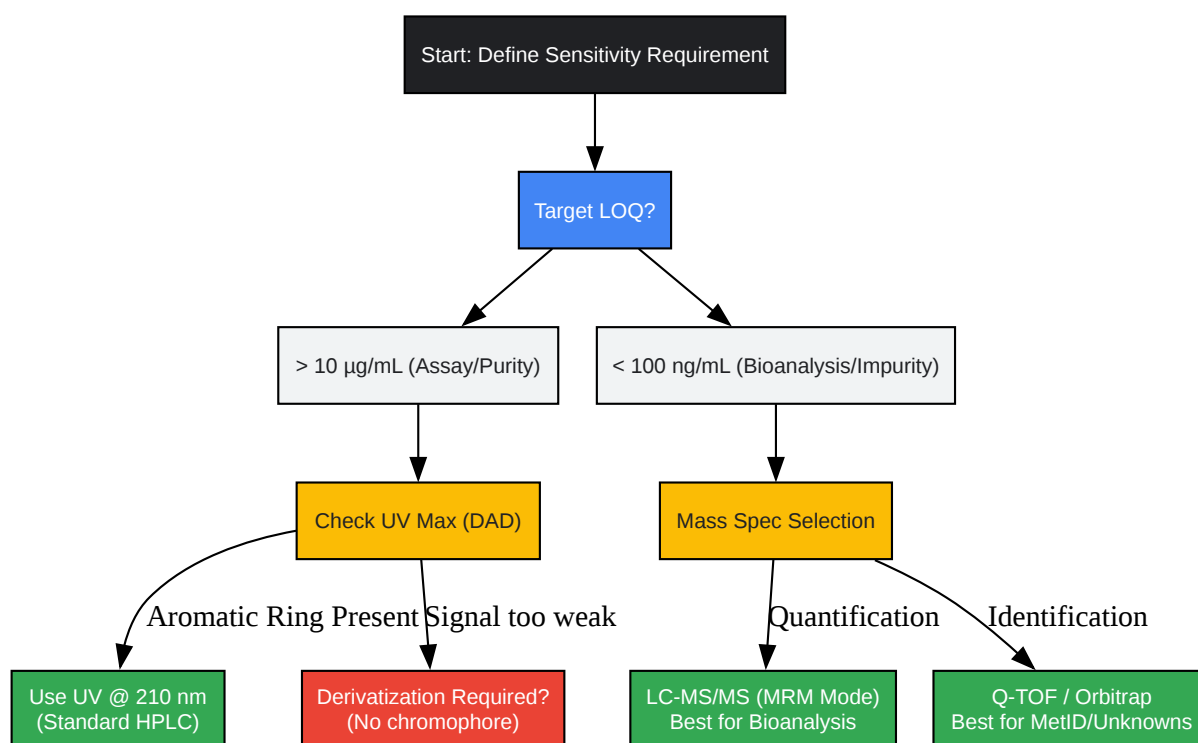 Start: Define Sensitivity Requirement
Target LOQ?
> 10 µg/mL (Assay/Purity)
< 100 ng/mL (Bioanalysis/Impurity)
Check UV Max (DAD)
Mass Spec Selection
Aromatic Ring Present
Signal too weak
Quantification
Identification
Use UV @ 210 nm
(Standard HPLC)
Derivatization Required?
(No chromophore)
LC-MS/MS (MRM Mode)
Best for Bioanalysis
Q-TOF / Orbitrap
Best for MetID/Unknowns